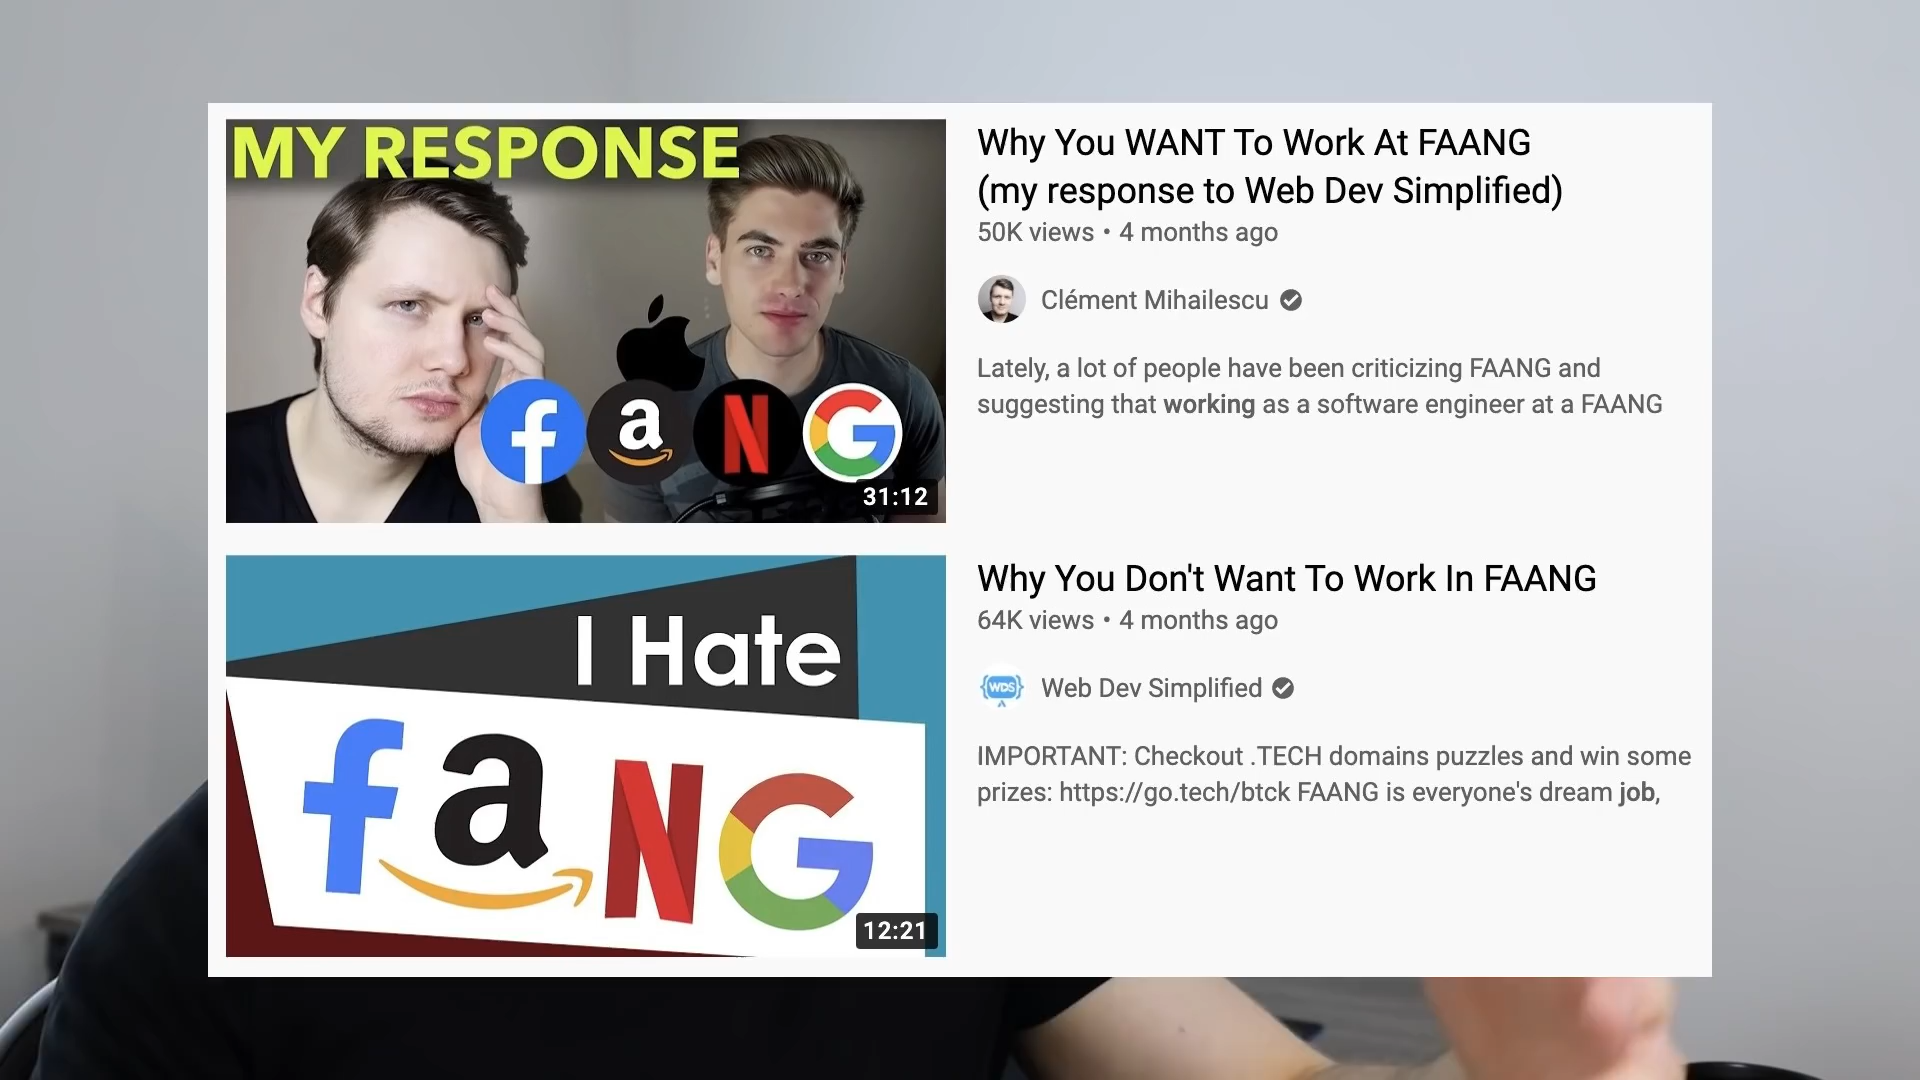 MY RESPONSE
31:12
Why You WANT To Work At FAANG
(my response to Web Dev Simplified)
50K views • 4 months ago
Clément Mihailescu
Lately, a lot of people have been criticizing FAANG and
suggesting that working as a software engineer at a FAANG
I Hate
faNG
12:21
Why You Don't Want To Work In FAANG
64K views • 4 months ago
WDS
Web Dev Simplified
IMPORTANT: Checkout .TECH domains puzzles and win some
prizes: https://go.tech/btck FAANG is everyone's dream job,